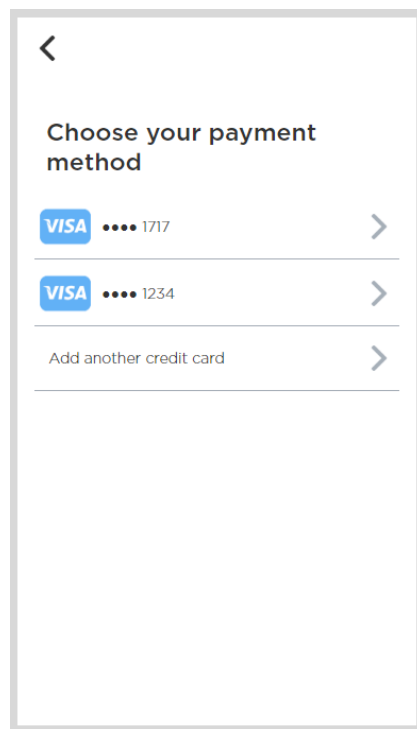 Choose your payment
method
VISA •••• 1717
VISA •••• 1234
Add another credit card